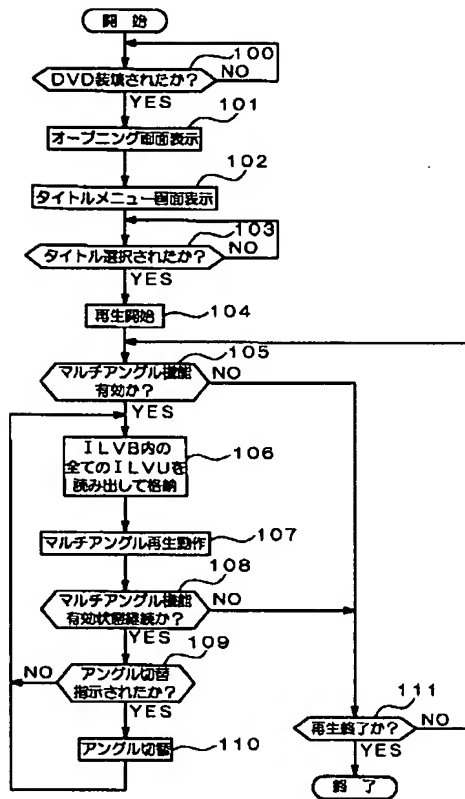 開 始
100
DVD装填されたか?
NO
YES
101
オープニング画面表示
102
タイトルメニュー画面表示
103
タイトル選択されたか?
NO
YES
再生開始
104
105
マルチアングル機能
有効か?
NO
YES
ILVB内の
全てのILVUを
読み出して格納
106
107
マルチアングル再生動作
108
マルチアングル機能
有効状態継続か?
NO
YES
109
NO
アングル切替
指示されたか?
YES
アングル切替
110
111
再生終了か?
NO
YES
終 了